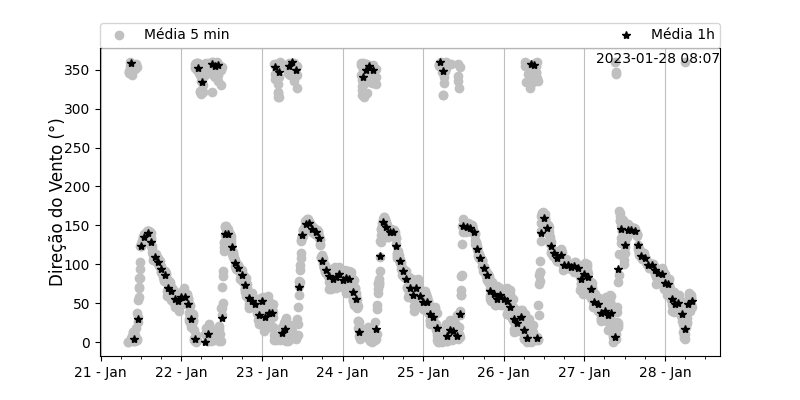 Média 5 min
Média 1h
2023-01-28 08:07
Direção do Vento (°)
350
300
250
200
150
100
50
0
21 - Jan
22 - Jan
23 - Jan
24 - Jan
25 - Jan
26 - Jan
27 - Jan
28 - Jan